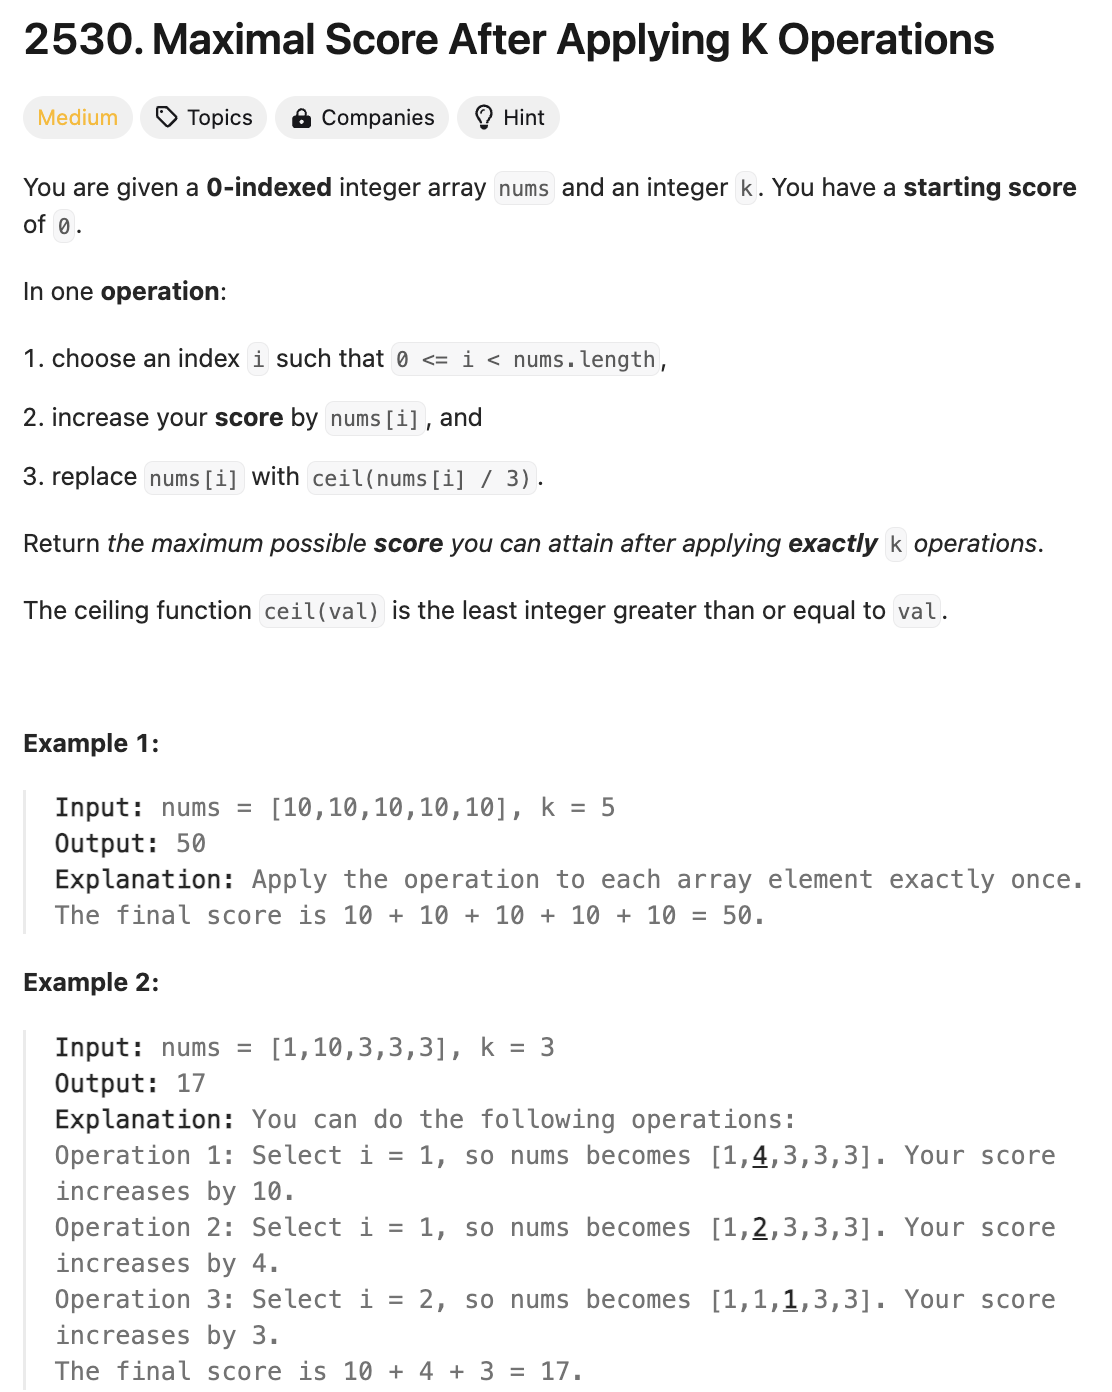 2530. Maximal Score After Applying K Operations
Medium Topics Companies Hint
You are given a 0-indexed integer array nums and an integer k. You have a starting score
of 0.
In one operation:
1. choose an index i such that 0 <= i < nums.length,
2. increase your score by nums[i], and
3. replace nums[i] with ceil(nums[i] / 3).
Return the maximum possible score you can attain after applying exactly k operations.
The ceiling function ceil(val) is the least integer greater than or equal to val.
Example 1:
Input: nums = [10,10,10,10,10], k = 5
Output: 50
Explanation: Apply the operation to each array element exactly once.
The final score is 10 + 10 + 10 + 10 + 10 = 50.
Example 2:
Input: nums = [1,10,3,3,3], k = 3
Output: 17
Explanation: You can do the following operations:
Operation 1: Select i = 1, so nums becomes [1,4,3,3,3]. Your score
increases by 10.
Operation 2: Select i = 1, so nums becomes [1,2,3,3,3]. Your score
increases by 4.
Operation 3: Select i = 2, so nums becomes [1,1,1,3,3]. Your score
increases by 3.
The final score is 10 + 4 + 3 = 17.